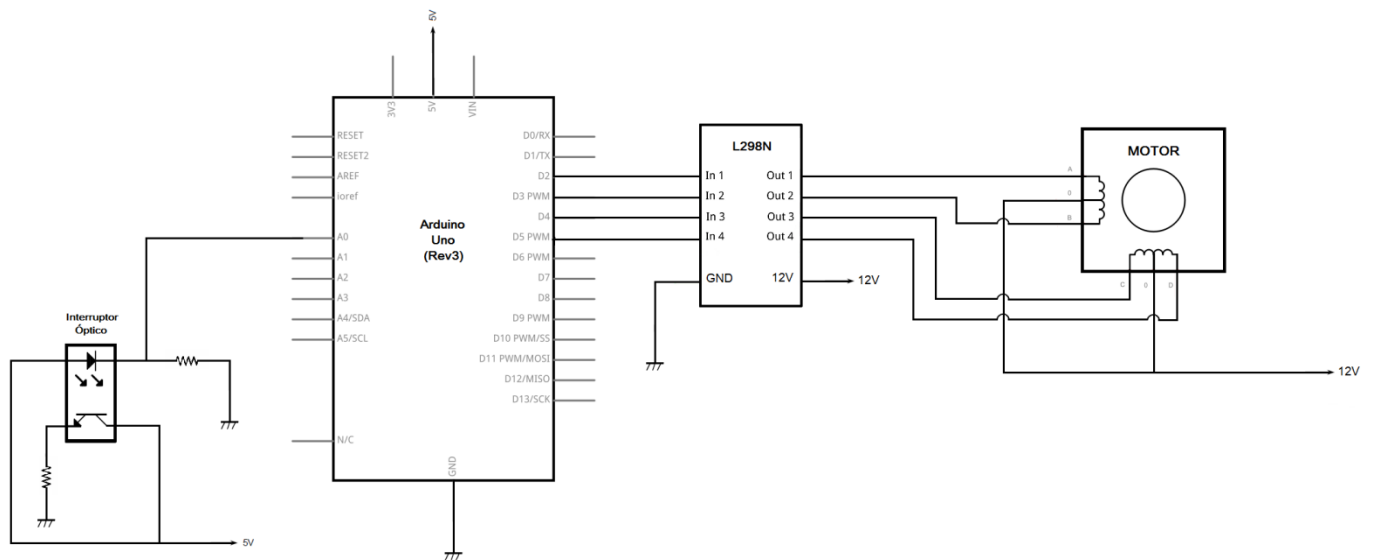 5V
3V3
5V
VIN
RESET
RESET2
AREF
ioref
A0
A1
A2
A3
A4/SDA
A5/SCL
N/C
Arduino
Uno
(Rev3)
D0/RX
D1/TX
D2
D3 PWM
D4
D5 PWM
D6 PWM
D7
D8
D9 PWM
D10 PWM/SS
D11 PWM/MOSI
D12/MISO
D13/SCK
GND
L298N
In 1
Out 1
In 2
Out 2
In 3
Out 3
In 4
Out 4
GND
12V
12V
MOTOR
A
0
B
C
0
D
12V
Interruptor
Óptico
5V